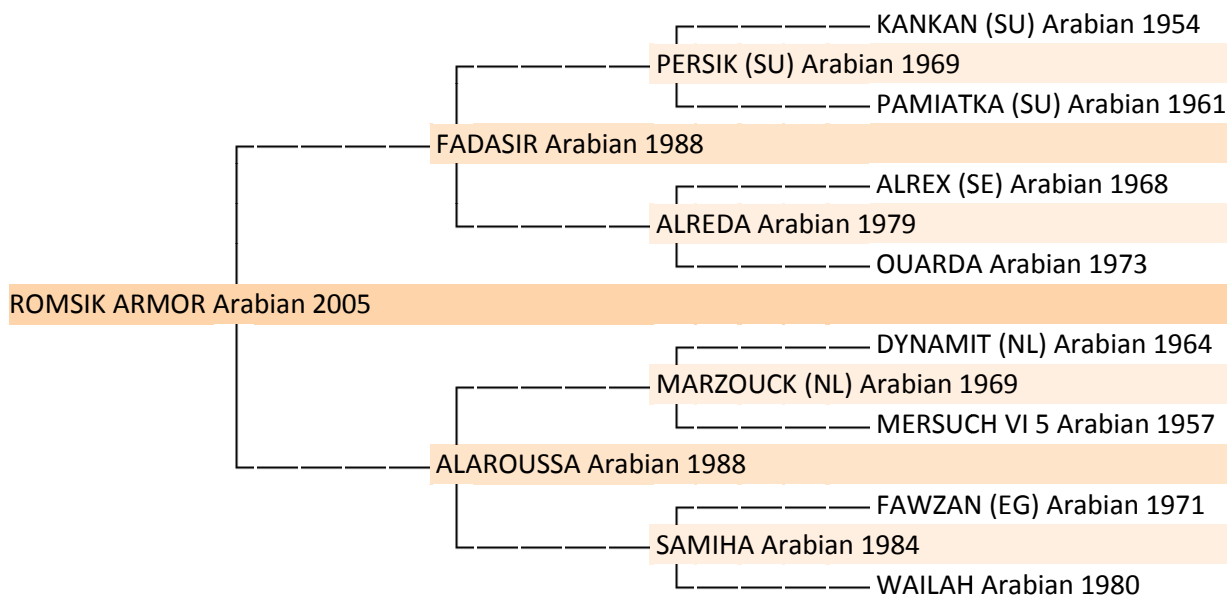 KANKAN (SU) Arabian 1954
PERSIK (SU) Arabian 1969
PAMIATKA (SU) Arabian 1961
FADASIR Arabian 1988
ALREX (SE) Arabian 1968
ALREDA Arabian 1979
OUARDA Arabian 1973
ROMSIK ARMOR Arabian 2005
DYNAMIT (NL) Arabian 1964
MARZOUCK (NL) Arabian 1969
MERSUCH VI 5 Arabian 1957
ALAROUSSA Arabian 1988
FAWZAN (EG) Arabian 1971
SAMIHA Arabian 1984
WAILAH Arabian 1980